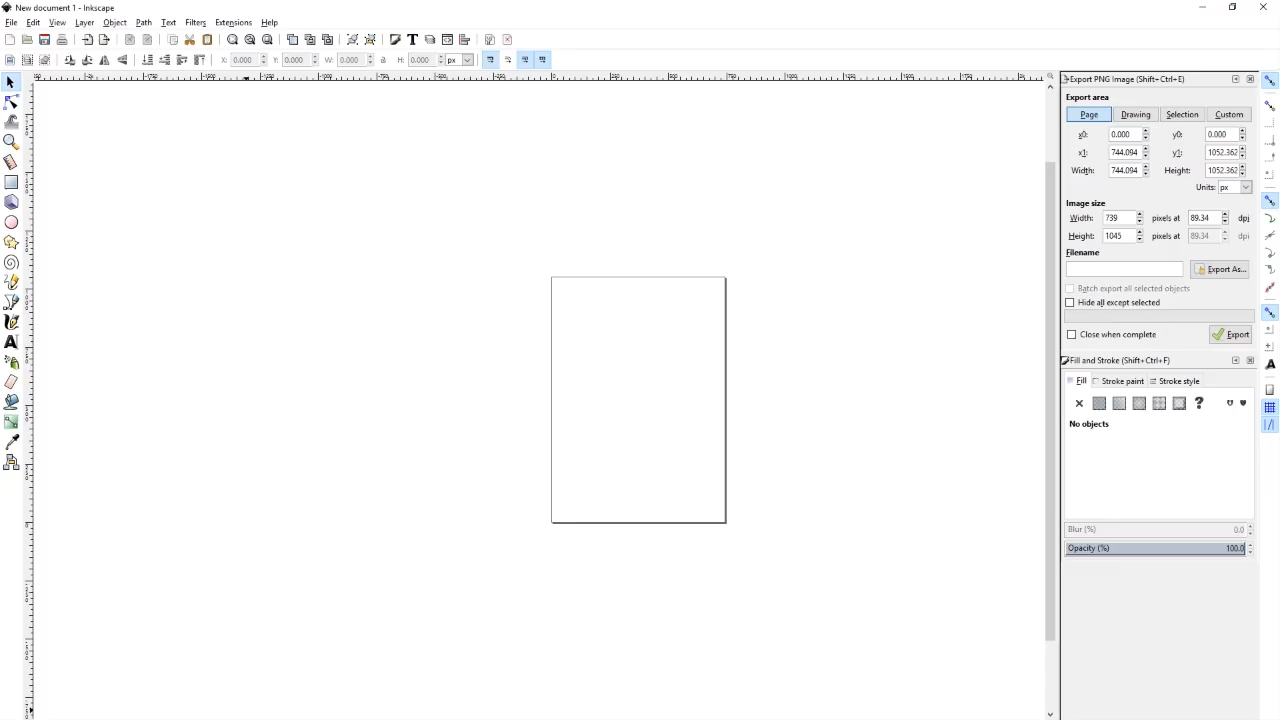 New document 1 - Inkscape
File Edit View Layer Object Path Text Filters Extensions Help
X: 0.000 Y: 0.000 W: 0.000 H: 0.000 px
Export PNG Image (Shift+Ctrl+E)
Export area
Page Drawing Selection Custom
x0: 0.000 y0: 0.000
x1: 744.094 y1: 1052.362
Width: 744.094 Height: 1052.362
Units: px
Image size
Width: 739 pixels at 89.34 dpi
Height: 1045 pixels at 89.34 dpi
Filename
Export As...
Batch export all selected objects
Hide all except selected
Close when complete Export
Fill and Stroke (Shift+Ctrl+F)
Fill Stroke paint Stroke style
No objects
Blur (%) 0.0
Opacity (%) 100.0